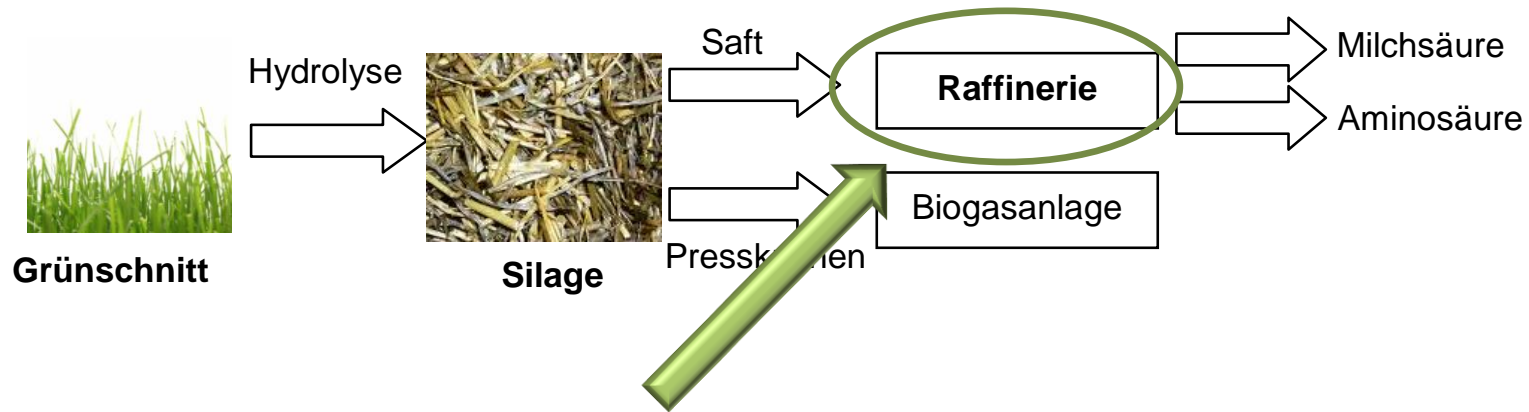 Saft
Hydrolyse
Raffinerie
Milchsäure
Aminosäure
Biogasanlage
Grünschnitt
Silage